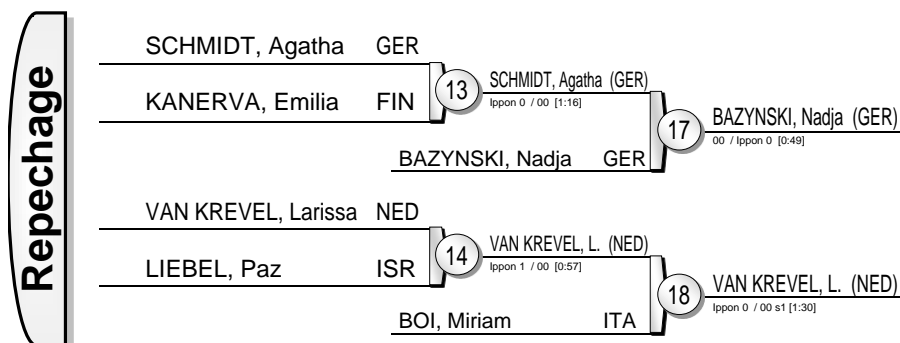 Repechage
SCHMIDT, Agatha GER
KANERVA, Emilia FIN
13
SCHMIDT, Agatha (GER)
Ippon 0 / 00 [1:16]
BAZYNSKI, Nadja GER
17
BAZYNSKI, Nadja (GER)
00 / Ippon 0 [0:49]
VAN KREVEL, Larissa NED
LIEBEL, Paz ISR
14
VAN KREVEL, L. (NED)
Ippon 1 / 00 [0:57]
BOI, Miriam ITA
18
VAN KREVEL, L. (NED)
Ippon 0 / 00 s1 [1:30]